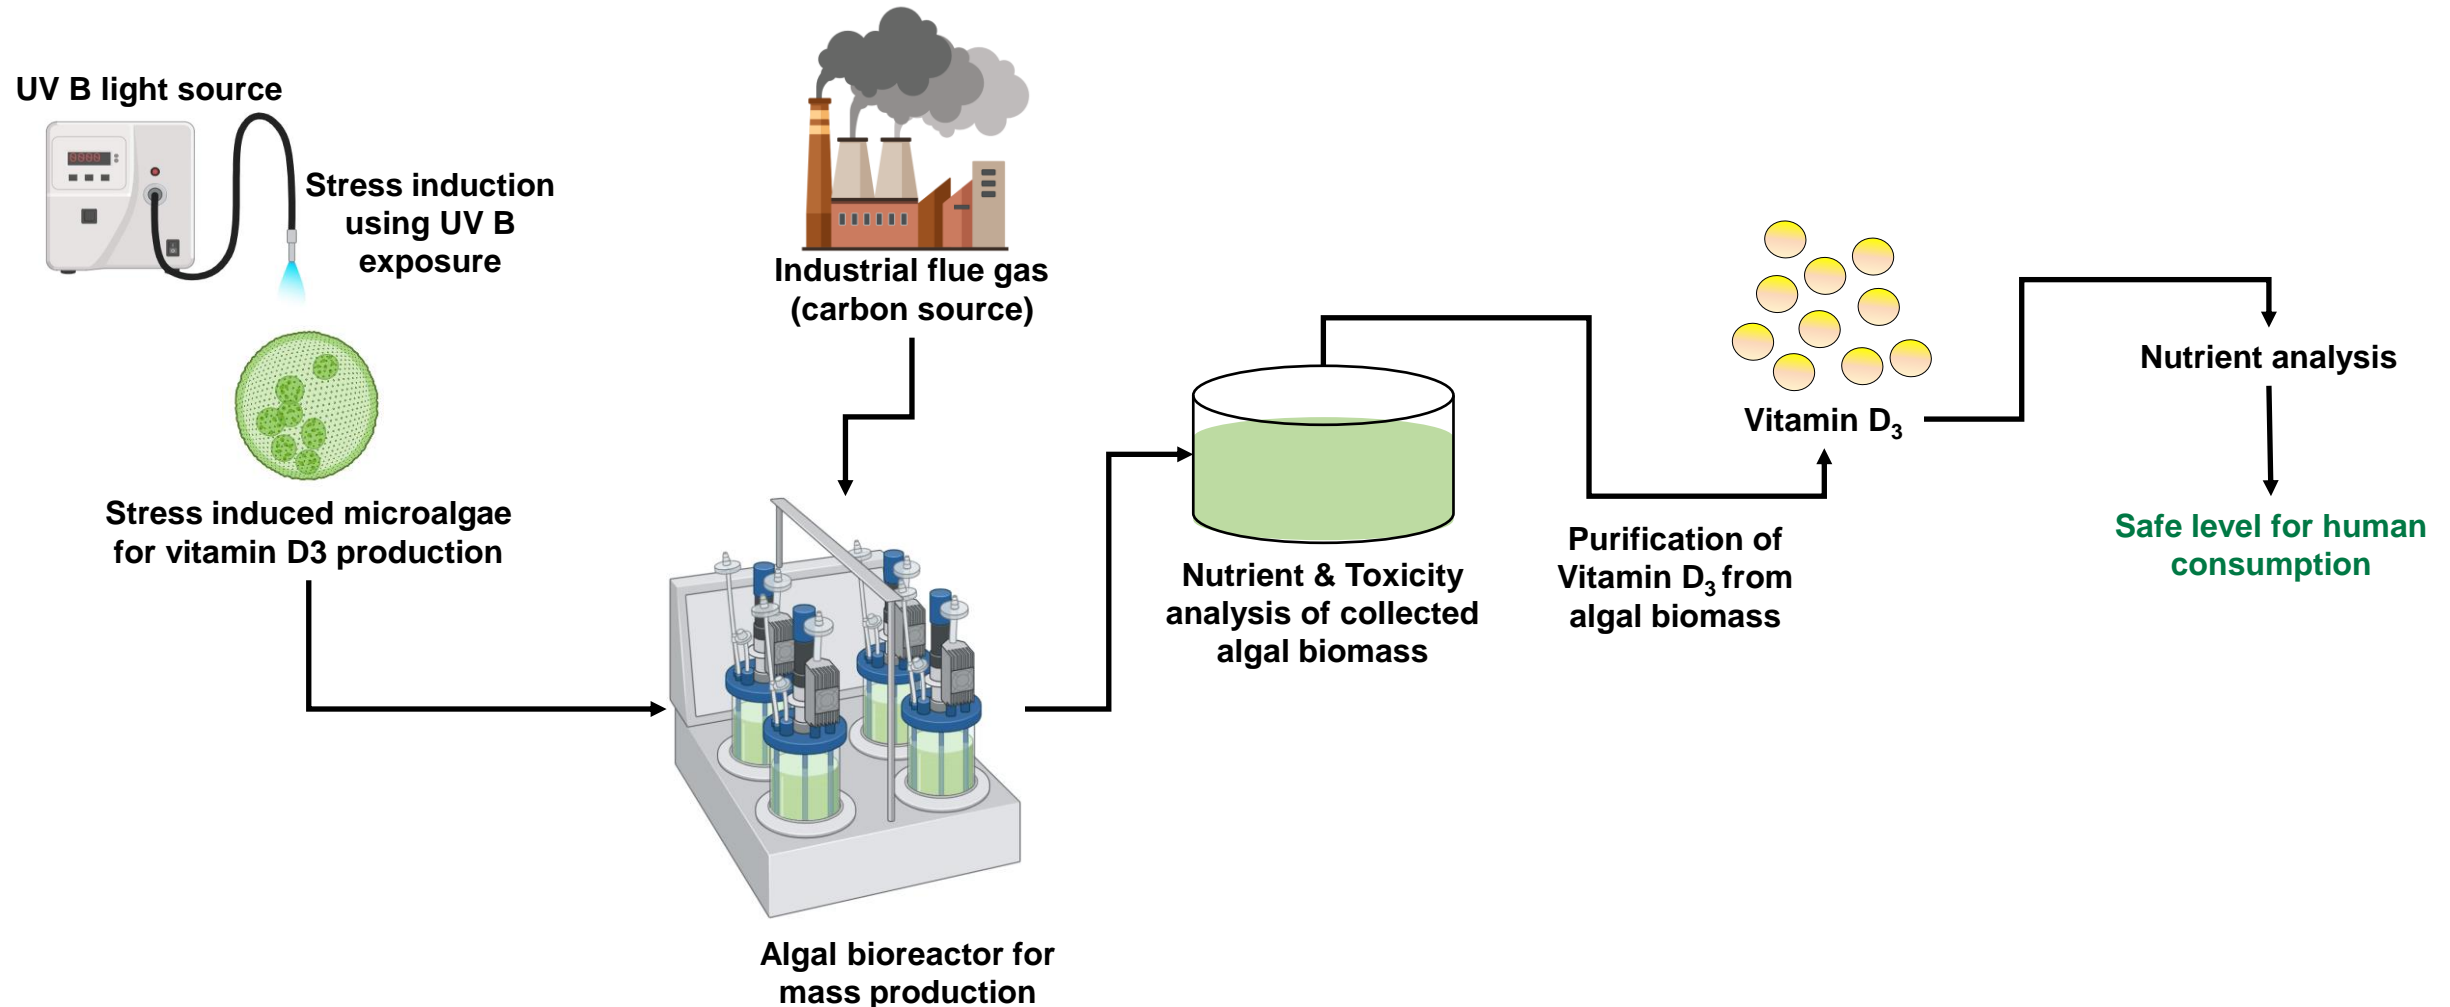 UV B light source
Stress induction
using UV B
exposure
Stress induced microalgae
for vitamin D3 production
Industrial flue gas
(carbon source)
Algal bioreactor for
mass production
Nutrient & Toxicity
analysis of collected
algal biomass
Purification of
Vitamin D₃ from
algal biomass
Vitamin D₃
Nutrient analysis
Safe level for human
consumption